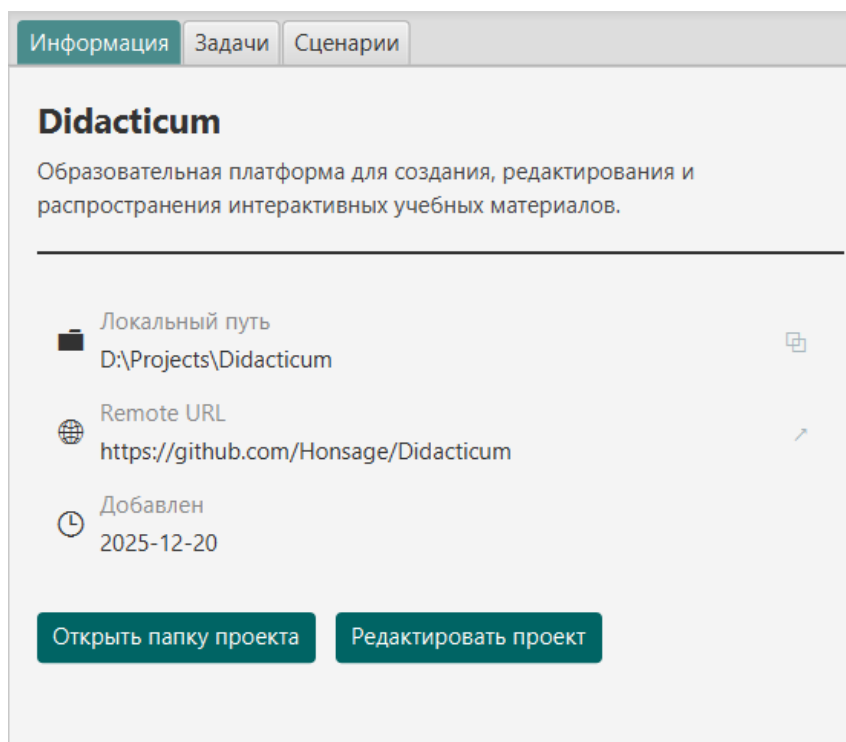 Информация Задачи Сценарии
Didacticum
Образовательная платформа для создания, редактирования и
распространения интерактивных учебных материалов.
Локальный путь
D:\Projects\Didacticum
Remote URL
https://github.com/Honsage/Didacticum
Добавлен
2025-12-20
Открыть папку проекта Редактировать проект